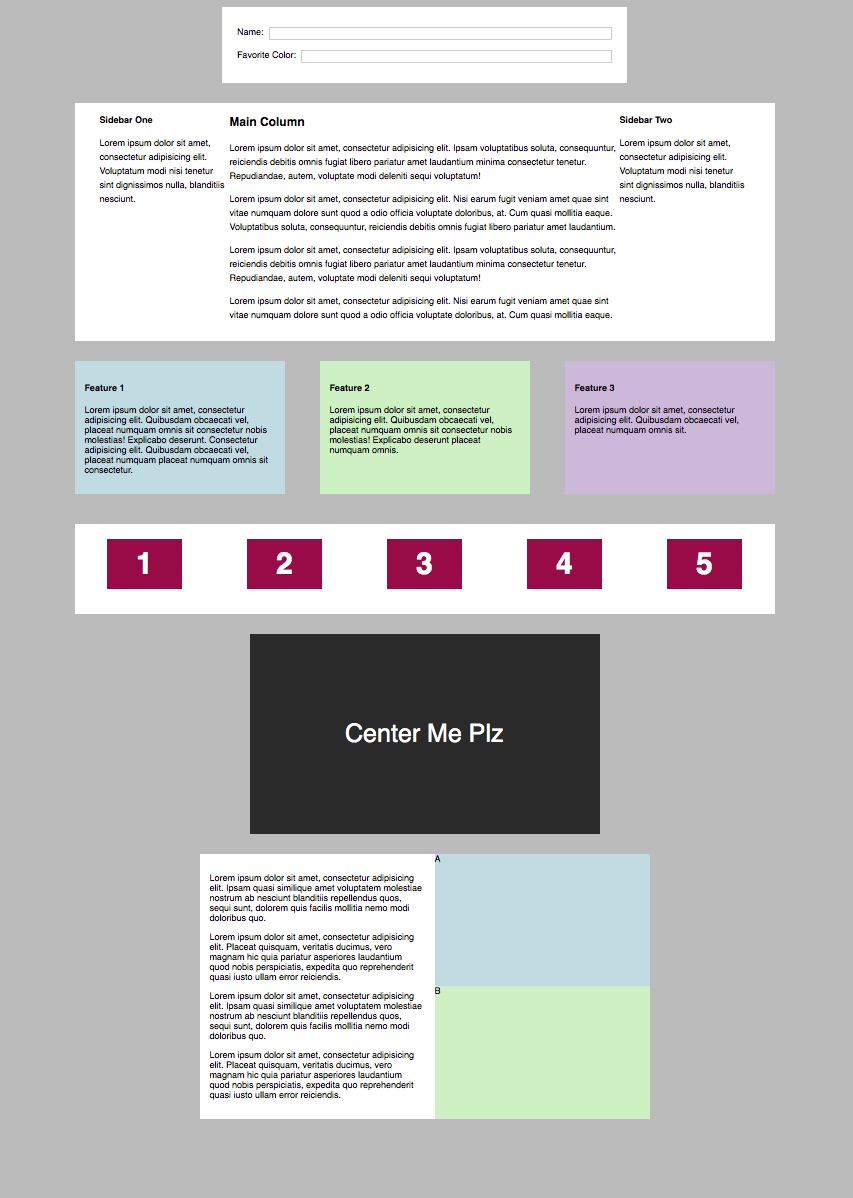 Name:
Favorite Color:
Sidebar One
Lorem ipsum dolor sit amet,
consectetur adipisicing elit.
Voluptatum modi nisi tenetur
sint dignissimos nulla, blanditiis
nesciunt.
Main Column
Lorem ipsum dolor sit amet, consectetur adipisicing elit. Ipsam voluptatibus soluta, consequuntur,
reiciendis debitis omnis fugiat libero pariatur amet laudantium minima consectetur tenetur.
Repudiandae, autem, voluptate modi deleniti sequi voluptatum!
Lorem ipsum dolor sit amet, consectetur adipisicing elit. Nisi earum fugit veniam amet quae sint
vitae numquam dolore sunt quod a odio officia voluptate doloribus, at. Cum quasi mollitia eaque.
Voluptatibus soluta, consequuntur, reiciendis debitis omnis fugiat libero pariatur amet laudantium.
Lorem ipsum dolor sit amet, consectetur adipisicing elit. Ipsam voluptatibus soluta, consequuntur,
reiciendis debitis omnis fugiat libero pariatur amet laudantium minima consectetur tenetur.
Repudiandae, autem, voluptate modi deleniti sequi voluptatum!
Lorem ipsum dolor sit amet, consectetur adipisicing elit. Nisi earum fugit veniam amet quae sint
vitae numquam dolore sunt quod a odio officia voluptate doloribus, at. Cum quasi mollitia eaque.
Sidebar Two
Lorem ipsum dolor sit amet,
consectetur adipisicing elit.
Voluptatum modi nisi tenetur
sint dignissimos nulla, blanditiis
nesciunt.
Feature 1
Lorem ipsum dolor sit amet, consectetur
adipisicing elit. Quibusdam obcaecati vel,
placeat numquam omnis sit consectetur nobis
molestias! Explicabo deserunt. Consectetur
adipisicing elit. Quibusdam obcaecati vel,
placeat numquam placeat numquam omnis sit
consectetur.
Feature 2
Lorem ipsum dolor sit amet, consectetur
adipisicing elit. Quibusdam obcaecati vel,
placeat numquam omnis sit consectetur nobis
molestias! Explicabo deserunt placeat
numquam omnis.
Feature 3
Lorem ipsum dolor sit amet, consectetur
adipisicing elit. Quibusdam obcaecati vel,
placeat numquam omnis sit.
1
2
3
4
5
Center Me Plz
Lorem ipsum dolor sit amet, consectetur adipisicing
elit. Ipsam quasi similique amet voluptatem molestiae
nostrum ab nesciunt blanditiis repellendus quos,
sequi sunt, dolorem quis facilis mollitia nemo modi
doloribus quo.
Lorem ipsum dolor sit amet, consectetur adipisicing
elit. Placeat quisquam, veritatis ducimus, vero
magnam hic quia pariatur asperiores laudantium
quod nobis perspiciatis, expedita quo reprehenderit
quasi iusto ullam error reiciendis.
Lorem ipsum dolor sit amet, consectetur adipisicing
elit. Ipsam quasi similique amet voluptatem molestiae
nostrum ab nesciunt blanditiis repellendus quos,
sequi sunt, dolorem quis facilis mollitia nemo modi
doloribus quo.
Lorem ipsum dolor sit amet, consectetur adipisicing
elit. Placeat quisquam, veritatis ducimus, vero
magnam hic quia pariatur asperiores laudantium
quod nobis perspiciatis, expedita quo reprehenderit
quasi iusto ullam error reiciendis.
A
B